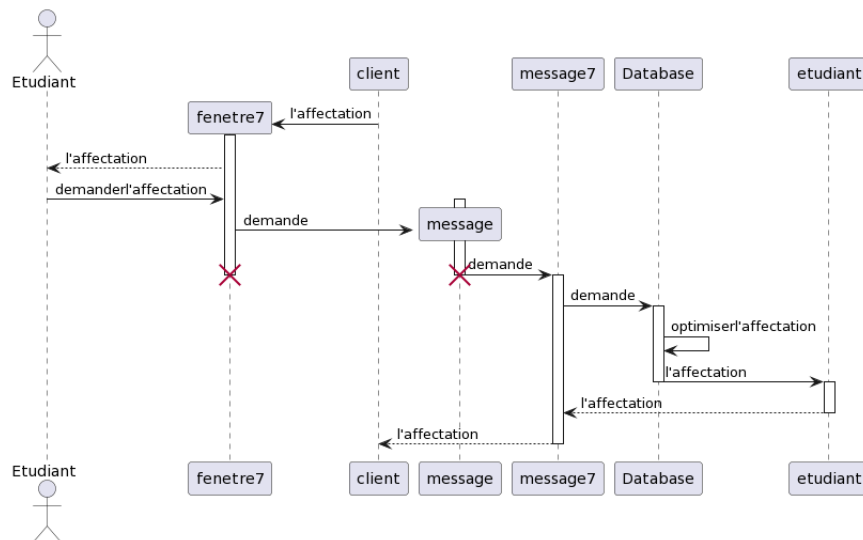 Etudiant
client
message7
Database
etudiant
fenetre7
l'affectation
l'affectation
demanderl'affectation
demande
message
demande
demande
optimiserl'affectation
l'affectation
l'affectation
l'affectation
Etudiant
fenetre7
client
message
message7
Database
etudiant